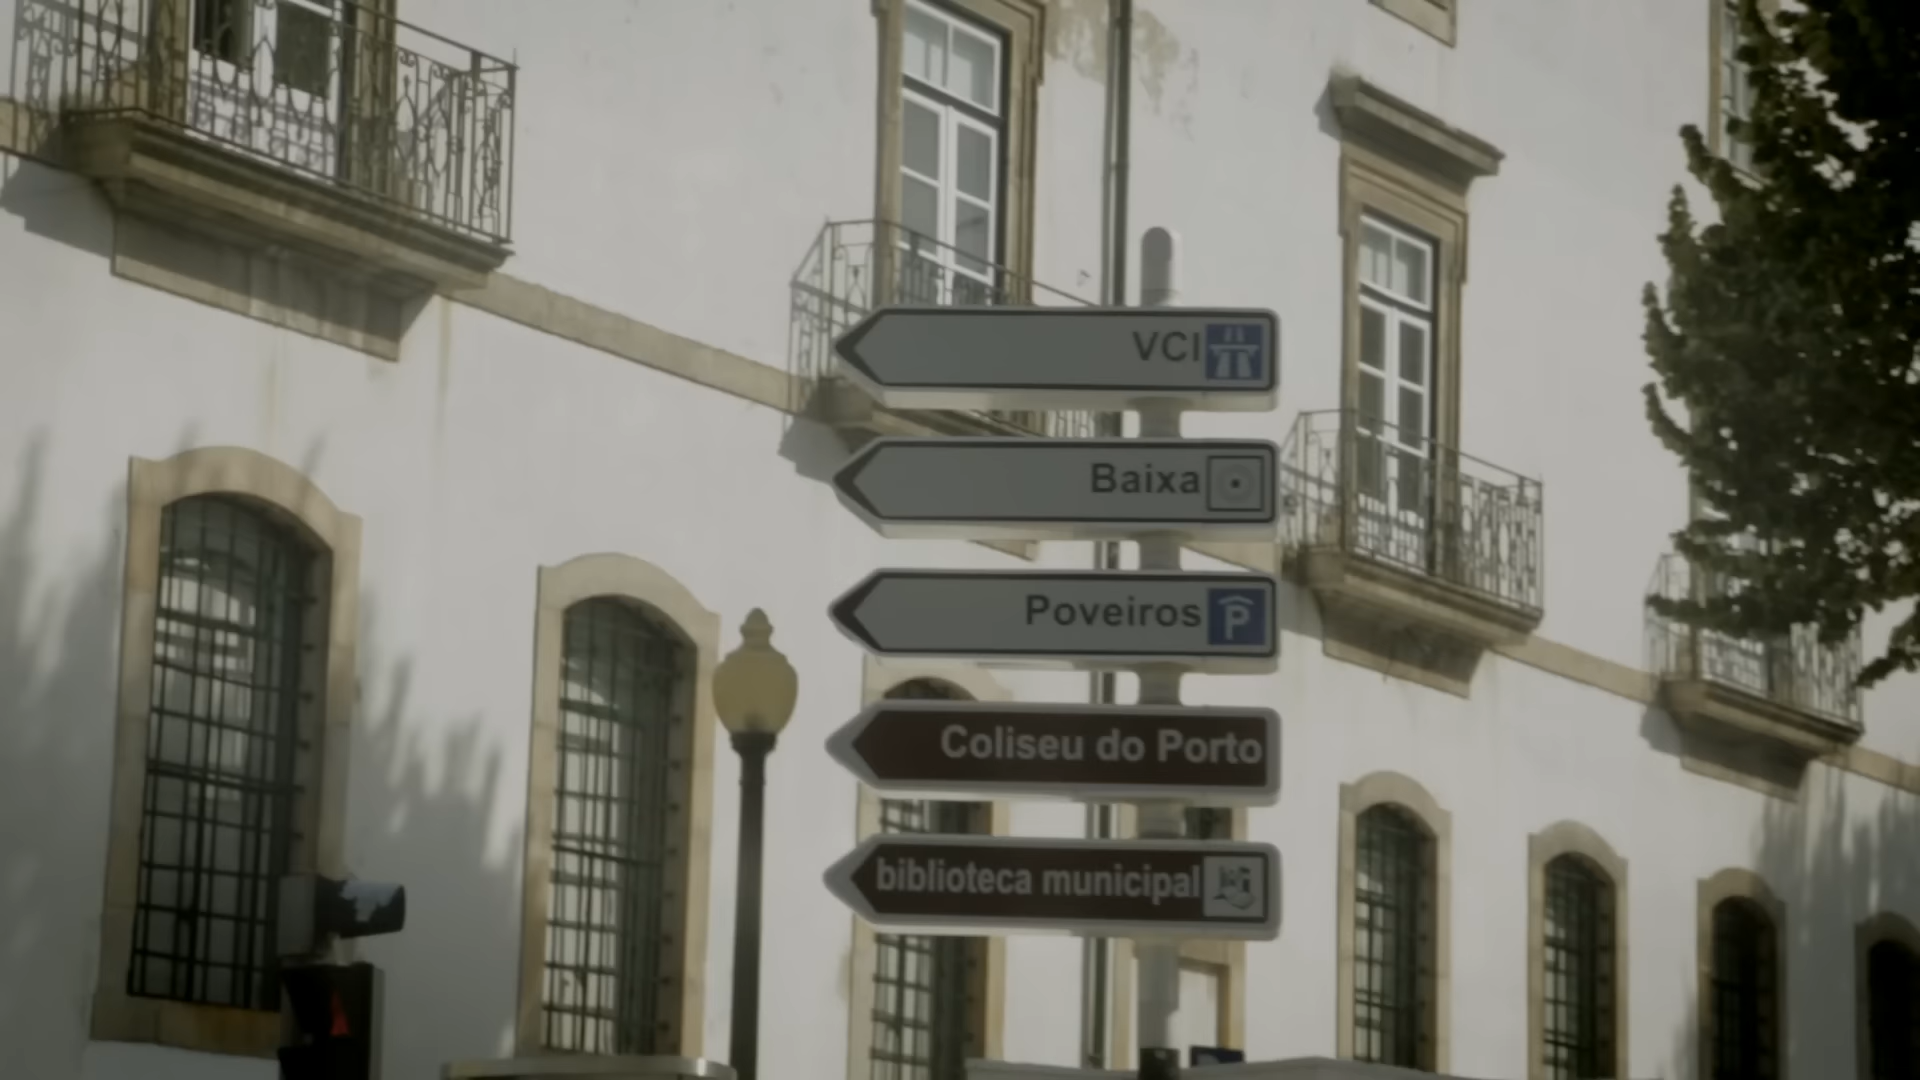 VCI
Baixa
Poveiros P
Coliseu do Porto
biblioteca municipal